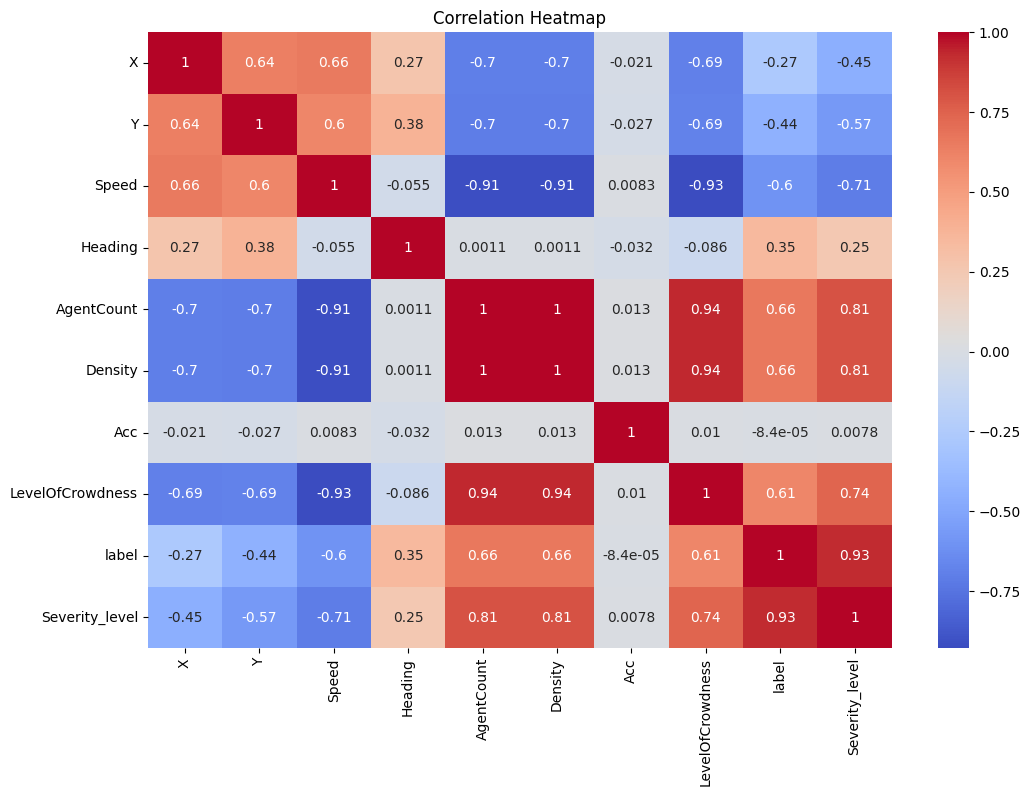 Correlation Heatmap
X 1 0.64 0.66 0.27 -0.7 -0.7 -0.021 -0.69 -0.27 -0.45
Y 0.64 1 0.6 0.38 -0.7 -0.7 -0.027 -0.69 -0.44 -0.57
Speed 0.66 0.6 1 -0.055 -0.91 -0.91 0.0083 -0.93 -0.6 -0.71
Heading 0.27 0.38 -0.055 1 0.0011 0.0011 -0.032 -0.086 0.35 0.25
AgentCount -0.7 -0.7 -0.91 0.0011 1 1 0.013 0.94 0.66 0.81
Density -0.7 -0.7 -0.91 0.0011 1 1 0.013 0.94 0.66 0.81
Acc -0.021 -0.027 0.0083 -0.032 0.013 0.013 1 0.01 -8.4e-05 0.0078
LevelOfCrowdness -0.69 -0.69 -0.93 -0.086 0.94 0.94 0.01 1 0.61 0.74
label -0.27 -0.44 -0.6 0.35 0.66 0.66 -8.4e-05 0.61 1 0.93
Severity_level -0.45 -0.57 -0.71 0.25 0.81 0.81 0.0078 0.74 0.93 1
X Y Speed Heading AgentCount Density Acc LevelOfCrowdness label Severity_level
1.00
0.75
0.50
0.25
0.00
−0.25
−0.50
−0.75